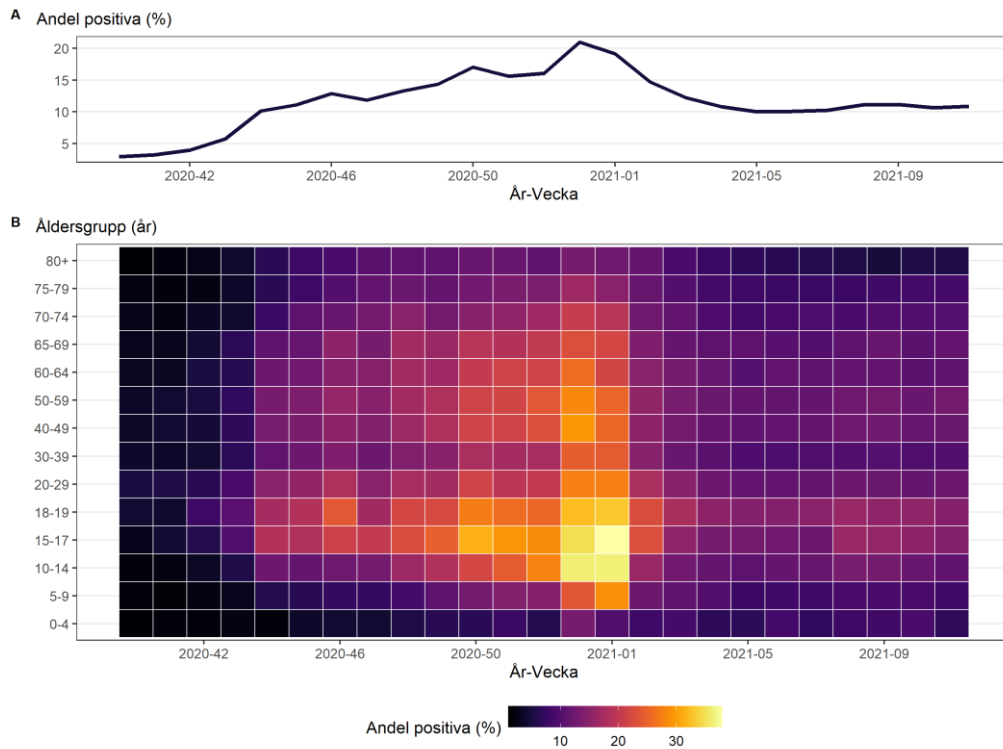 A Andel positiva (%)
20
15
10
5
2020-42 2020-46 2020-50 2021-01 2021-05 2021-09
År-Vecka
B Åldersgrupp (år)
80+
75-79
70-74
65-69
60-64
50-59
40-49
30-39
20-29
18-19
15-17
10-14
5-9
0-4
2020-42 2020-46 2020-50 2021-01 2021-05 2021-09
År-Vecka
Andel positiva (%)
10 20 30